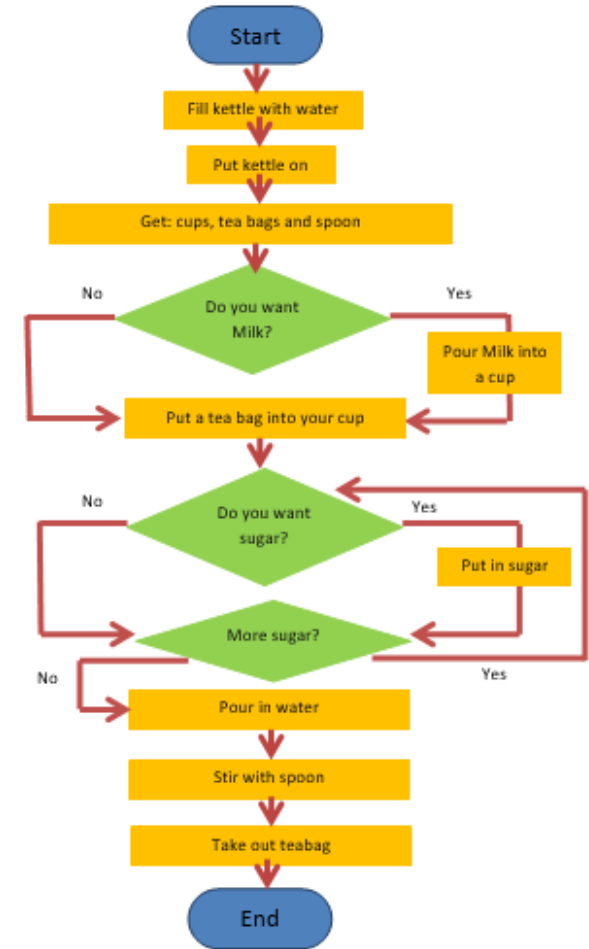 Start
Fill kettle with water
Put kettle on
Get: cups, tea bags and spoon
No
Yes
Do you want
Milk?
Pour Milk into
a cup
Put a tea bag into your cup
No
Yes
Do you want
sugar?
Put in sugar
More sugar?
No
Yes
Pour in water
Stir with spoon
Take out teabag
End